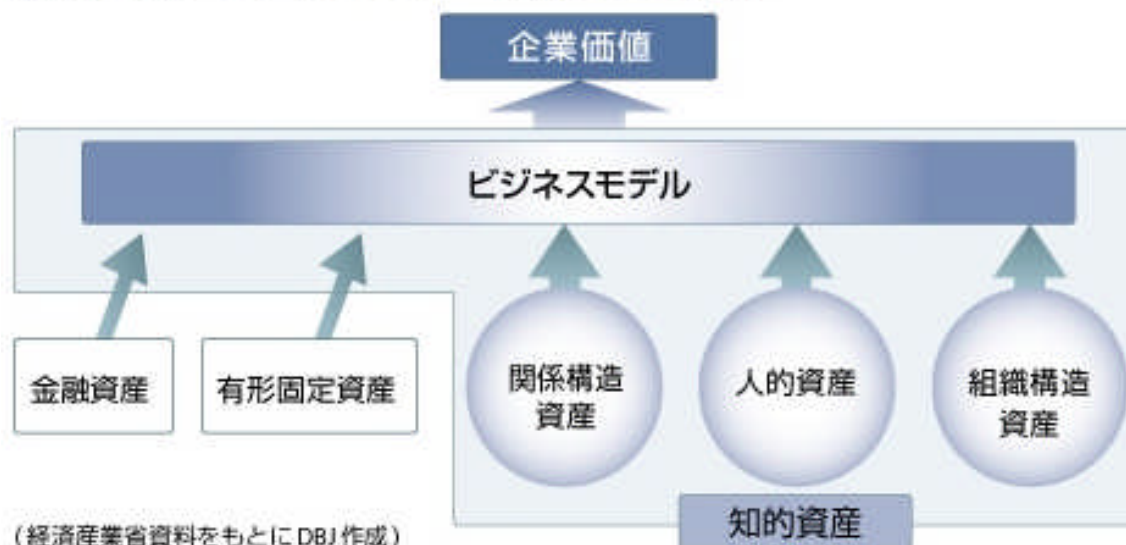 企業価値
ビジネスモデル
金融資産
有形固定資産
関係構造
資産
人的資産
組織構造
資産
知的資産
（経済産業省資料をもとにDBJ作成）